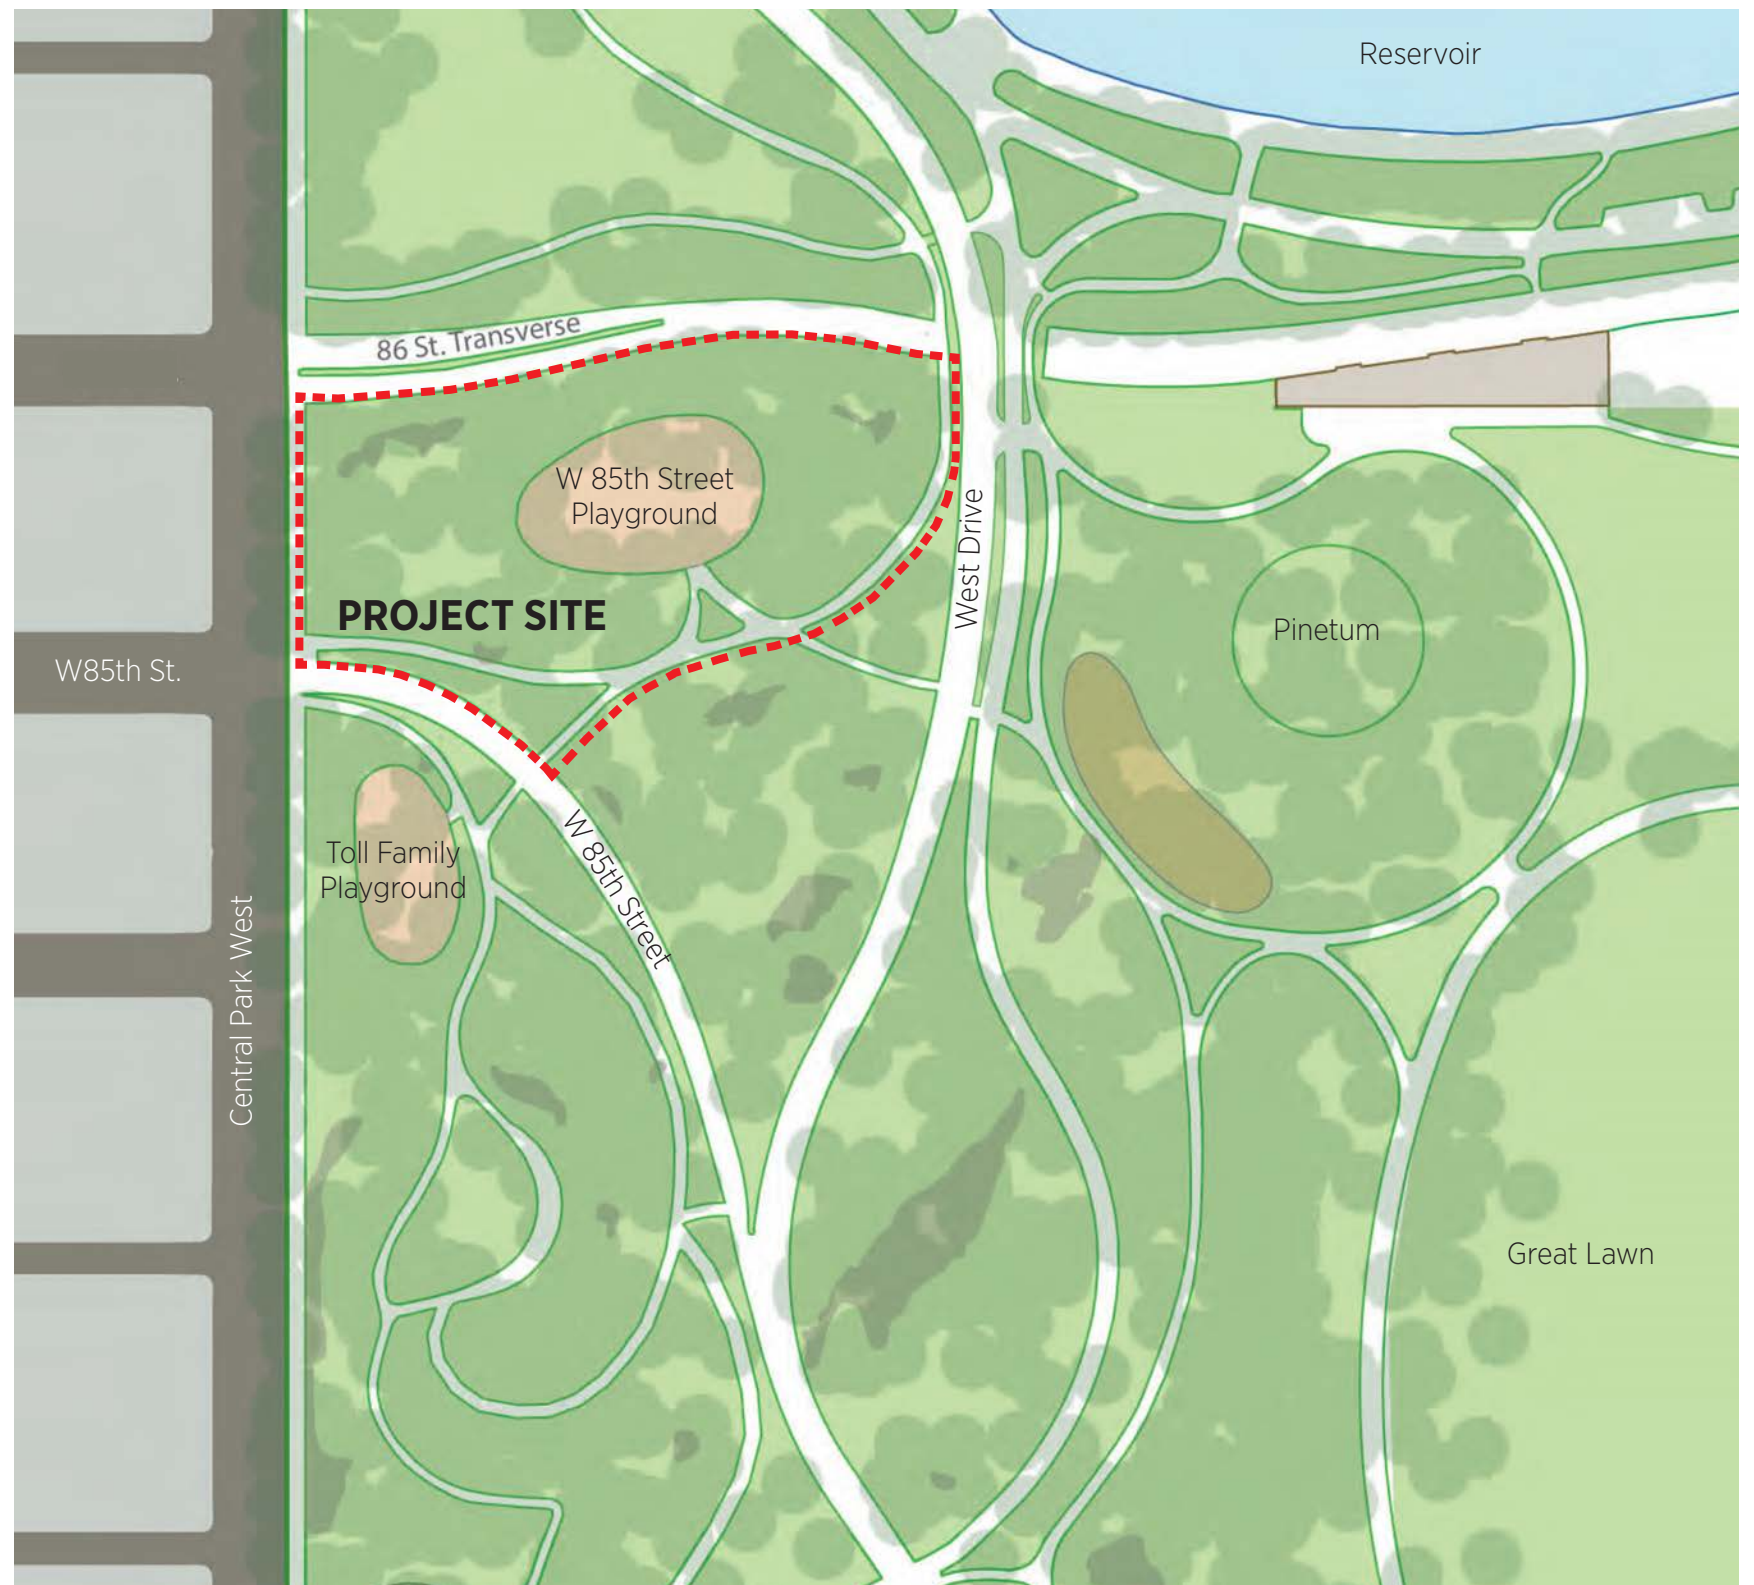 Reservoir
86 St. Transverse
W 85th Street
Playground
West Drive
PROJECT SITE
Pinetum
W85th St.
W 85th Street
Toll Family
Playground
Central Park West
Great Lawn